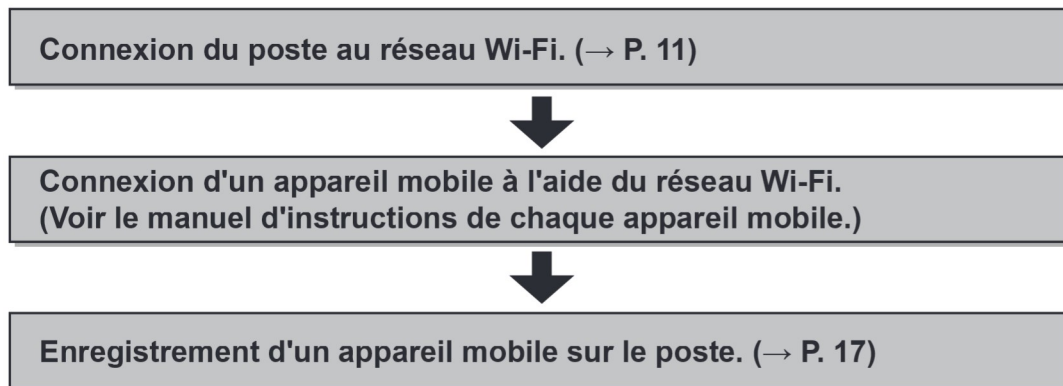 Connexion du poste au réseau Wi-Fi. (→ P. 11)
Connexion d'un appareil mobile à l'aide du réseau Wi-Fi.
(Voir le manuel d'instructions de chaque appareil mobile.)
Enregistrement d'un appareil mobile sur le poste. (→ P. 17)